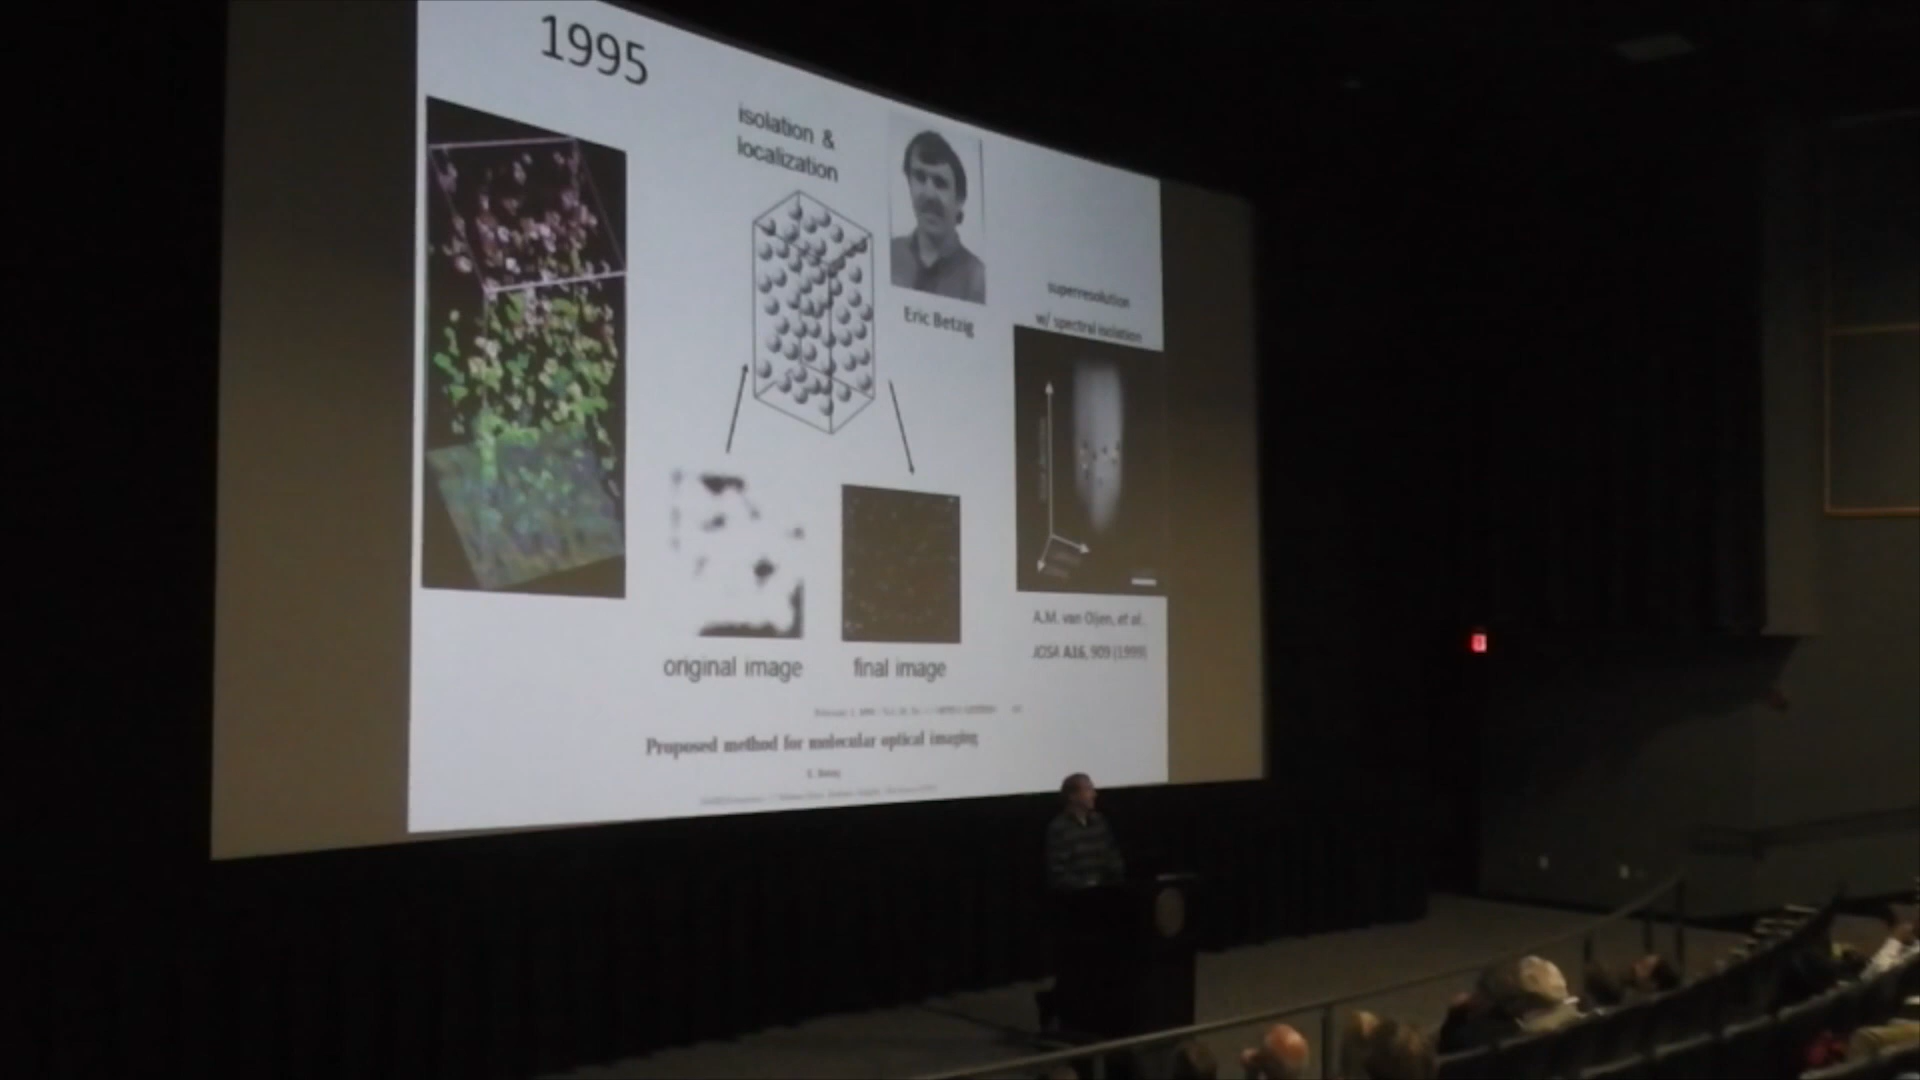 1995
isolation &
localization
Eric Betzig
superresolution
w/ spectral isolation
original image
final image
A.M. van Oijen, et al.
JOSA A16, 909 (1999)
Proposed method for molecular optical imaging
E. Betzig